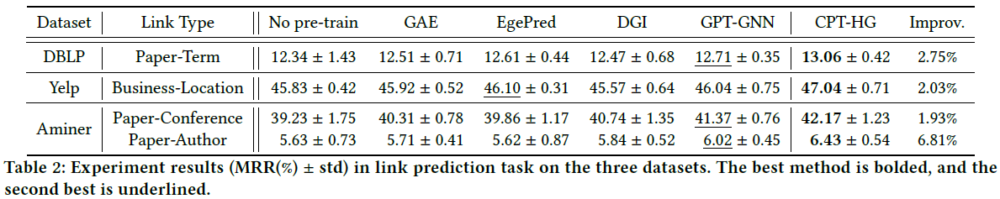 Dataset Link Type No pre-train GAE EgePred DGI GPT-GNN CPT-HG Improv.
DBLP Paper-Term 12.34 ± 1.43 12.51 ± 0.71 12.61 ± 0.44 12.47 ± 0.68 12.71 ± 0.35 13.06 ± 0.42 2.75%
Yelp Business-Location 45.83 ± 0.42 45.92 ± 0.52 46.10 ± 0.31 45.57 ± 0.64 46.04 ± 0.75 47.04 ± 0.71 2.03%
Aminer Paper-Conference 39.23 ± 1.75 40.31 ± 0.78 39.86 ± 1.17 40.74 ± 1.35 41.37 ± 0.76 42.17 ± 1.23 1.93%
Paper-Author 5.63 ± 0.73 5.71 ± 0.41 5.62 ± 0.87 5.84 ± 0.52 6.02 ± 0.45 6.43 ± 0.54 6.81%
Table 2: Experiment results (MRR(%) ± std) in link prediction task on the three datasets. The best method is bolded, and the
second best is underlined.